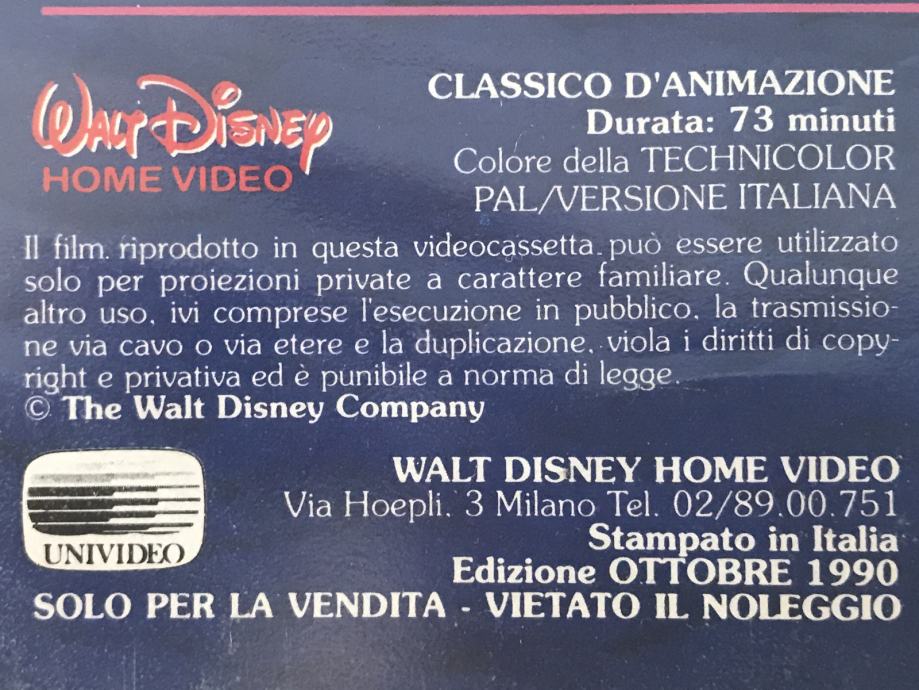 WALT DISNEY
HOME VIDEO
CLASSICO D'ANIMAZIONE
Durata: 73 minuti
Colore della TECHNICOLOR
PAL/VERSIONE ITALIANA
Il film riprodotto in questa videocassetta può essere utilizzato
solo per proiezioni private a carattere familiare. Qualunque
altro uso, ivi comprese l'esecuzione in pubblico, la trasmissio-
ne via cavo o via etere e la duplicazione, viola i diritti di copy-
right e privativa ed è punibile a norma di legge.
© The Walt Disney Company
UNIVIDEO
WALT DISNEY HOME VIDEO
Via Hoepli, 3 Milano Tel. 02/89.00.751
Stampato in Italia
Edizione OTTOBRE 1990
SOLO PER LA VENDITA - VIETATO IL NOLEGGIO